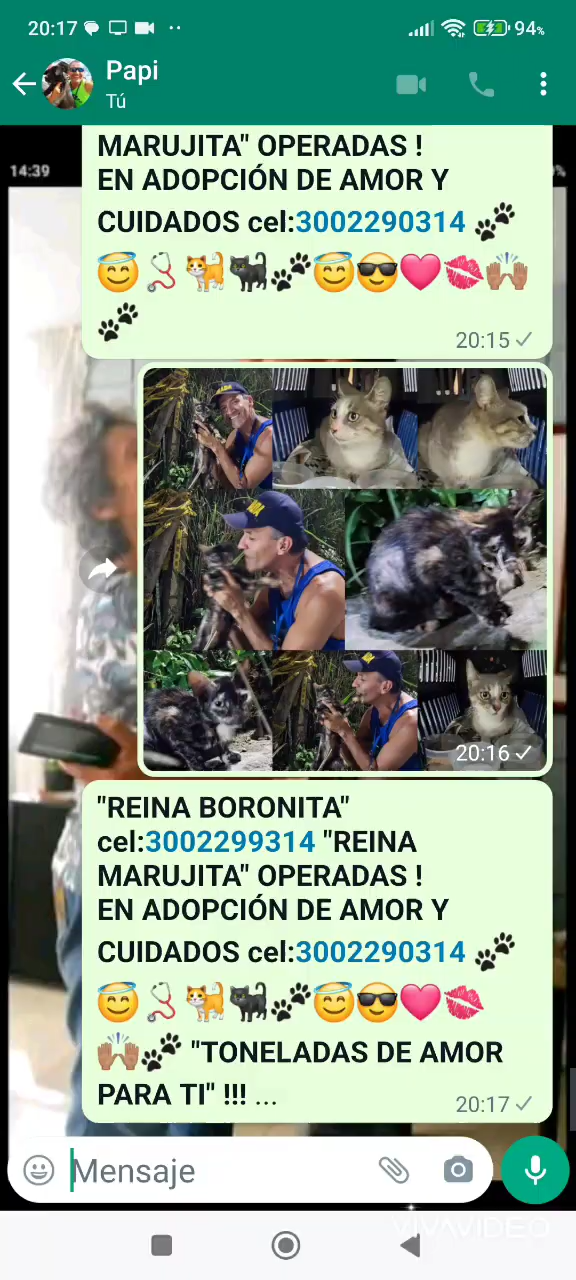 20:17
94%
Papi
Tú
14:39
MARUJITA" OPERADAS !
EN ADOPCIÓN DE AMOR Y
CUIDADOS cel:3002290314 🐾
😇🩺🐈🐈‍⬛🐾😇😎🩷💋🙌🏽
🐾
20:15
20:16
"REINA BORONITA"
cel:3002299314 "REINA
MARUJITA" OPERADAS !
EN ADOPCIÓN DE AMOR Y
CUIDADOS cel:3002290314 🐾
😇🩺🐈🐈‍⬛🐾😇😎🩷💋
🙌🏽🐾 "TONELADAS DE AMOR
PARA TI" !!! ...
20:17
Mensaje
VIVAVIDEO